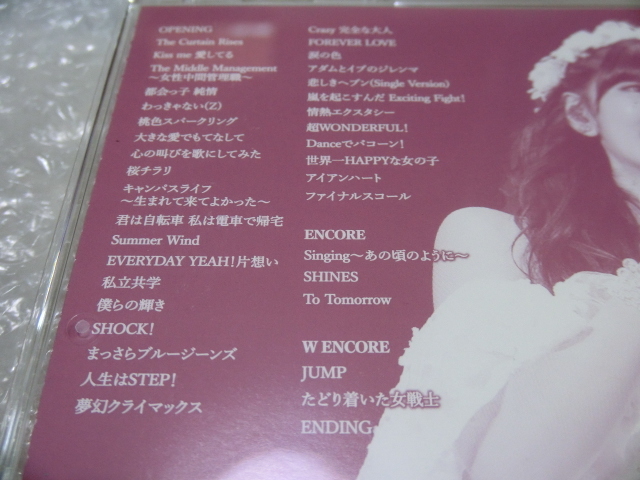 OPENING
The Curtain Rises
Kiss me 愛してる
The Middle Management
～女性中間管理職～
都会っ子 純情
わっきゃない(Z)
桃色スパークリング
大きな愛でもてなして
心の叫びを歌にしてみた
桜チラリ
キャンパスライフ
～生まれて来てよかった～
君は自転車 私は電車で帰宅
Summer Wind
EVERYDAY YEAH!片想い
私立共学
僕らの輝き
SHOCK!
まっさらブルージーンズ
人生はSTEP!
夢幻クライマックス
Crazy 完全な大人
FOREVER LOVE
涙の色
アダムとイブのジレンマ
悲しきヘブン(Single Version)
嵐を起こすんだ Exciting Fight!
情熱エクスタシー
超WONDERFUL!
Danceでバコーン!
世界一HAPPYな女の子
アイアンハート
ファイナルスコール
ENCORE
Singing～あの頃のように～
SHINES
To Tomorrow
W ENCORE
JUMP
たどり着いた女戦士
ENDING